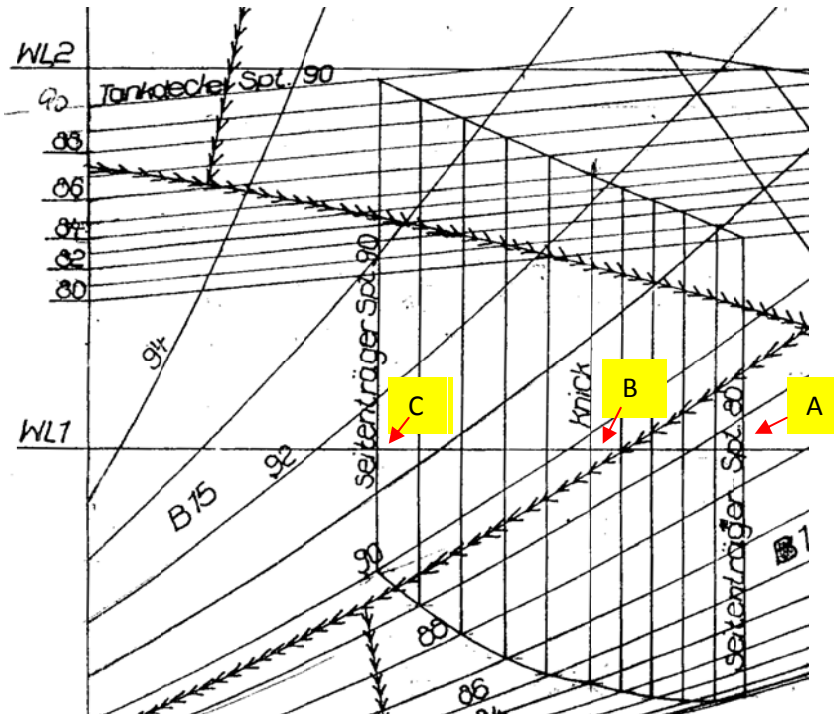 WL2
Tankdecke Spt. 90
90
88
86
84
82
80
Seitenträger Spt. 90
94
Knick
C
B
A
WL1
92
B15
Seitenträger Spt. 80
90
88
86
84